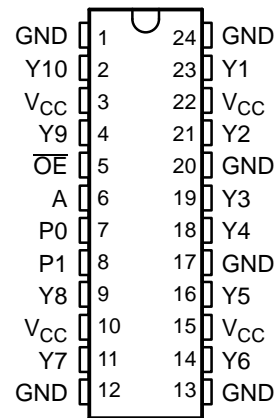 GND 1 24 GND
Y10 2 23 Y1
VCC 3 22 VCC
Y9 4 21 Y2
OE 5 20 GND
A 6 19 Y3
P0 7 18 Y4
P1 8 17 GND
Y8 9 16 Y5
VCC 10 15 VCC
Y7 11 14 Y6
GND 12 13 GND